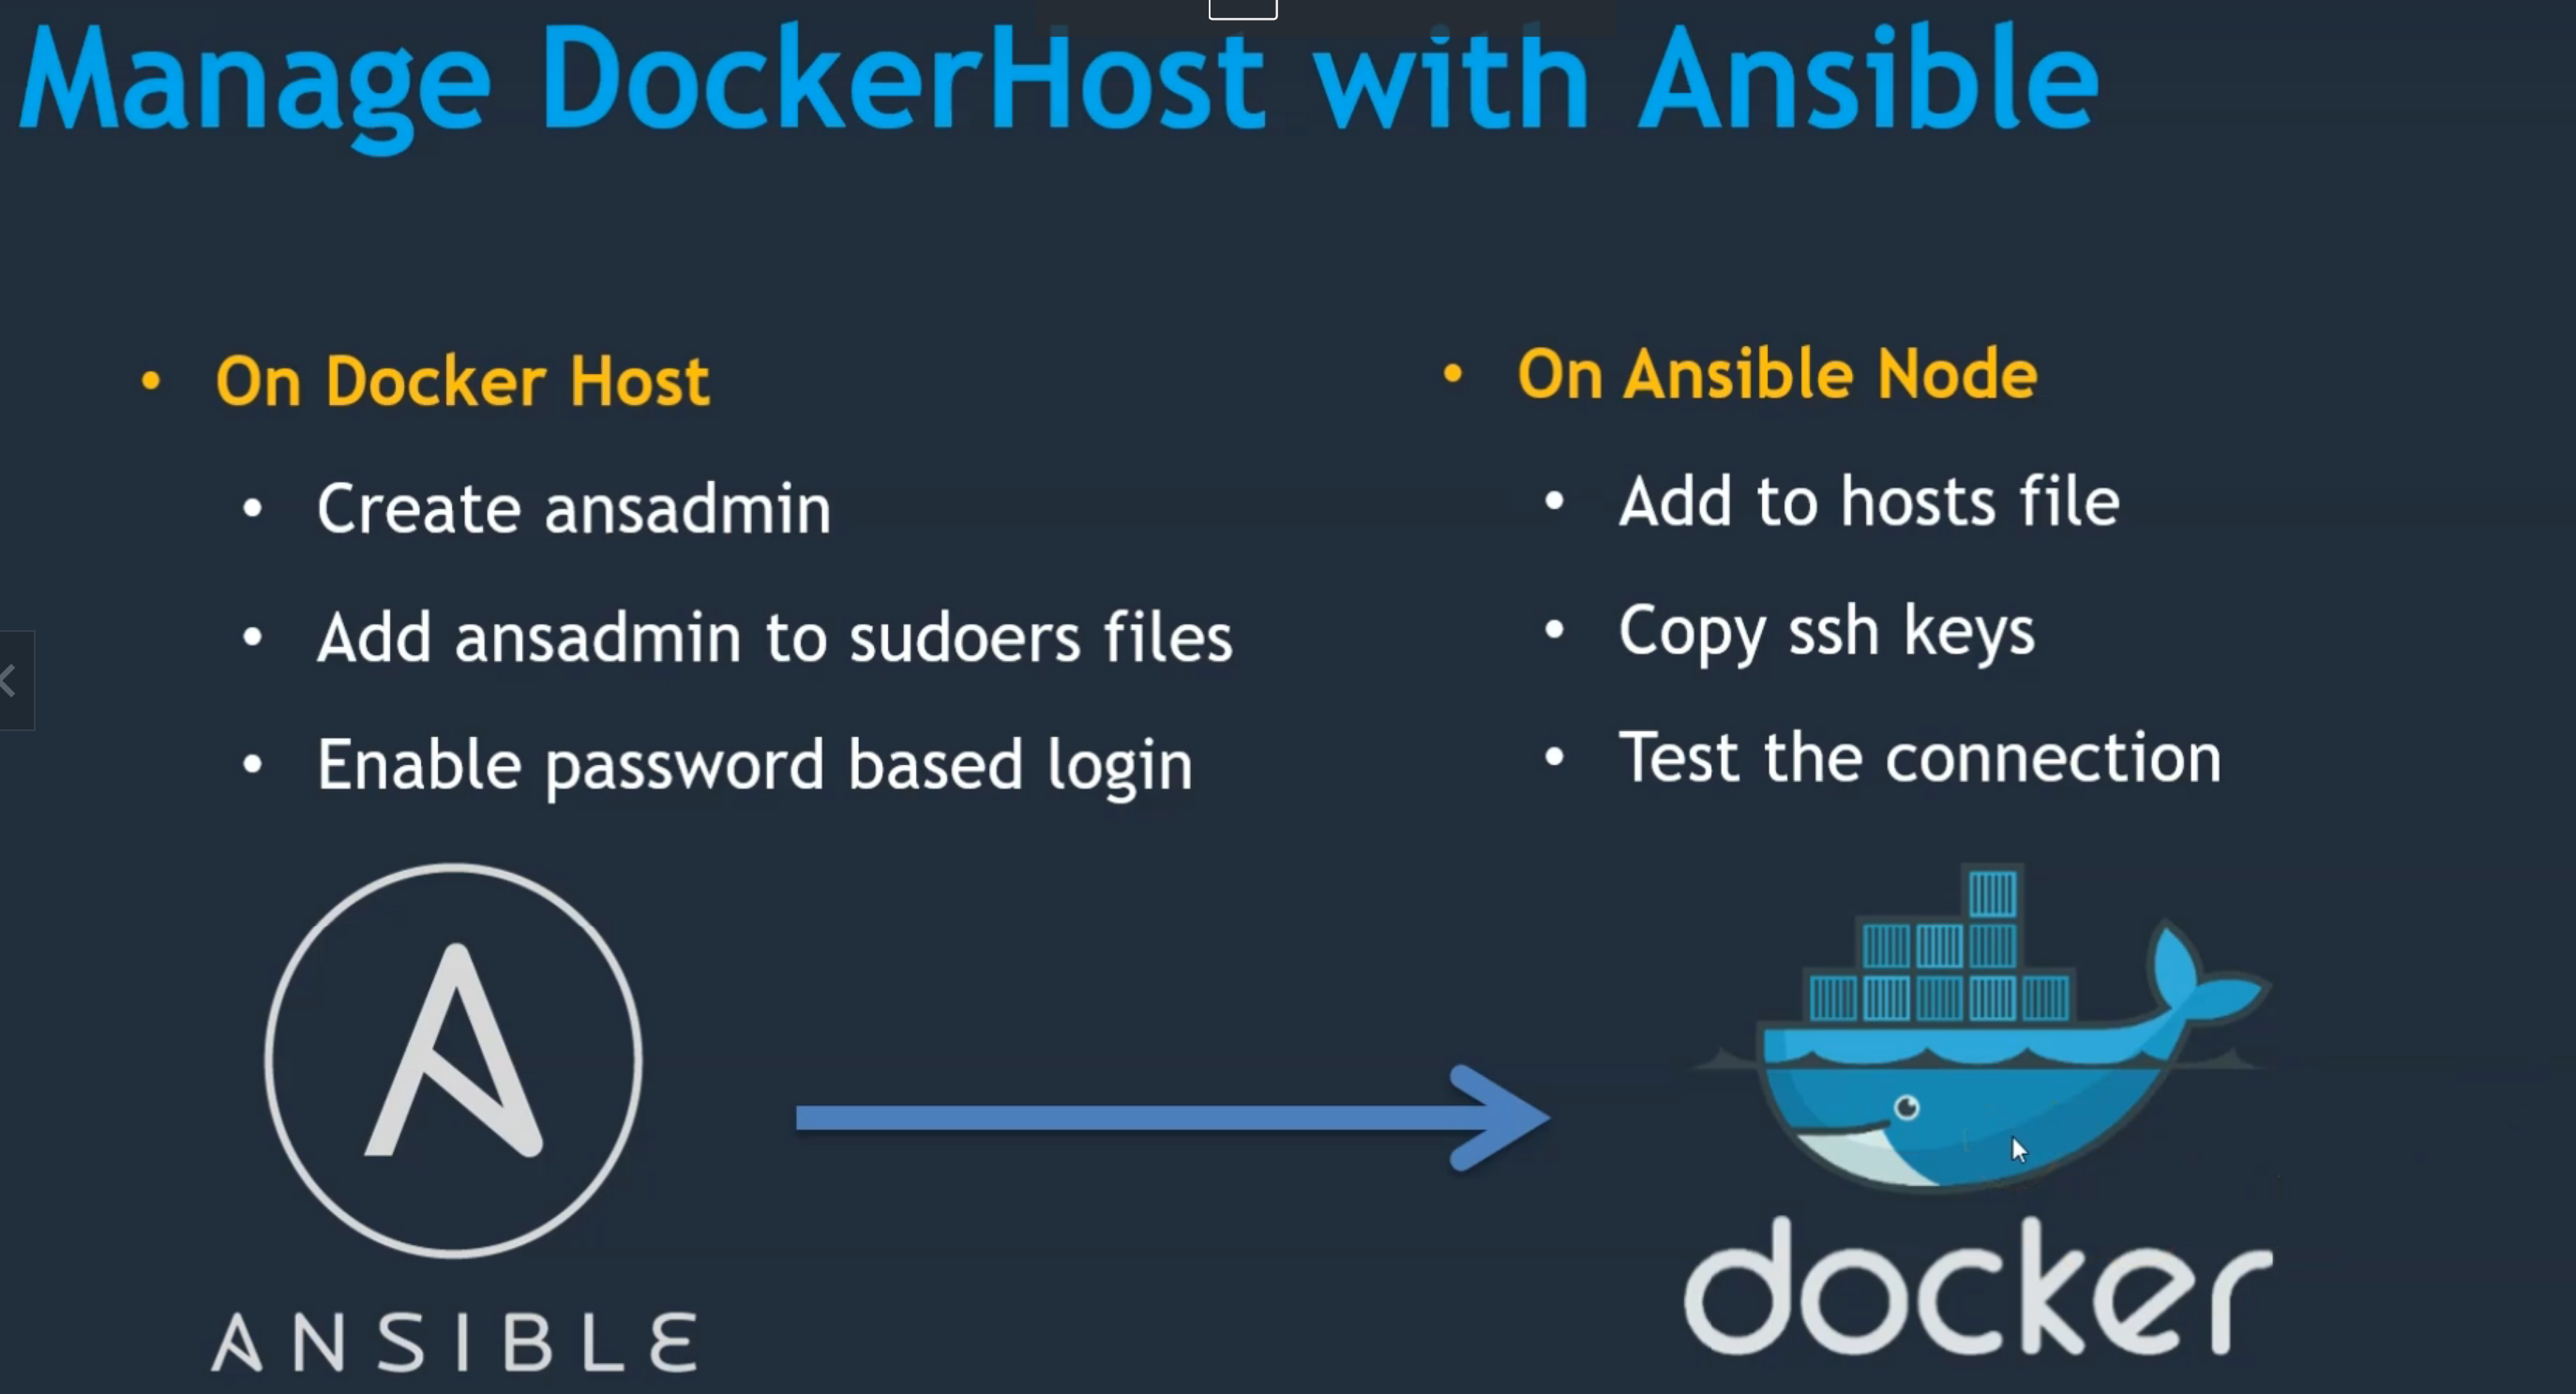 Manage DockerHost with Ansible
• On Docker Host
• Create ansadmin
• Add ansadmin to sudoers files
• Enable password based login
• On Ansible Node
• Add to hosts file
• Copy ssh keys
• Test the connection
ANSIBLE
docker